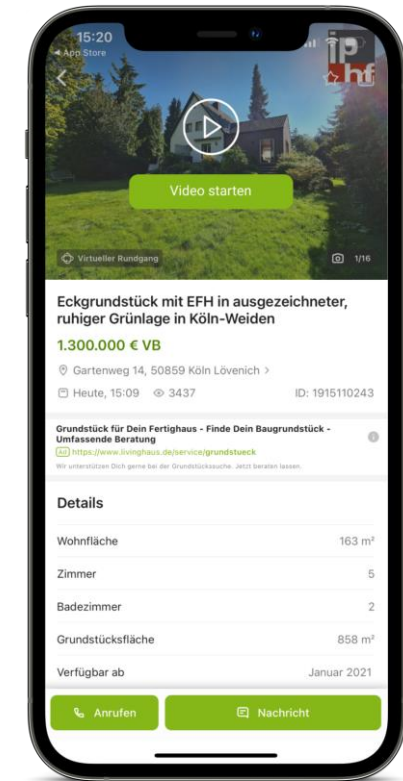 15:20
◂ App Store
ip
hf
Video starten
Virtueller Rundgang
1/16
Eckgrundstück mit EFH in ausgezeichneter,
ruhiger Grünlage in Köln-Weiden
1.300.000 € VB
Gartenweg 14, 50859 Köln Lövenich >
Heute, 15:09 3437 ID: 1915110243
Grundstück für Dein Fertighaus - Finde Dein Baugrundstück -
Umfassende Beratung
Ad https://www.livinghaus.de/service/grundstueck
Wir unterstützen Dich gerne bei der Grundstückssuche. Jetzt beraten lassen.
Details
Wohnfläche 163 m²
Zimmer 5
Badezimmer 2
Grundstücksfläche 858 m²
Verfügbar ab Januar 2021
Anrufen Nachricht